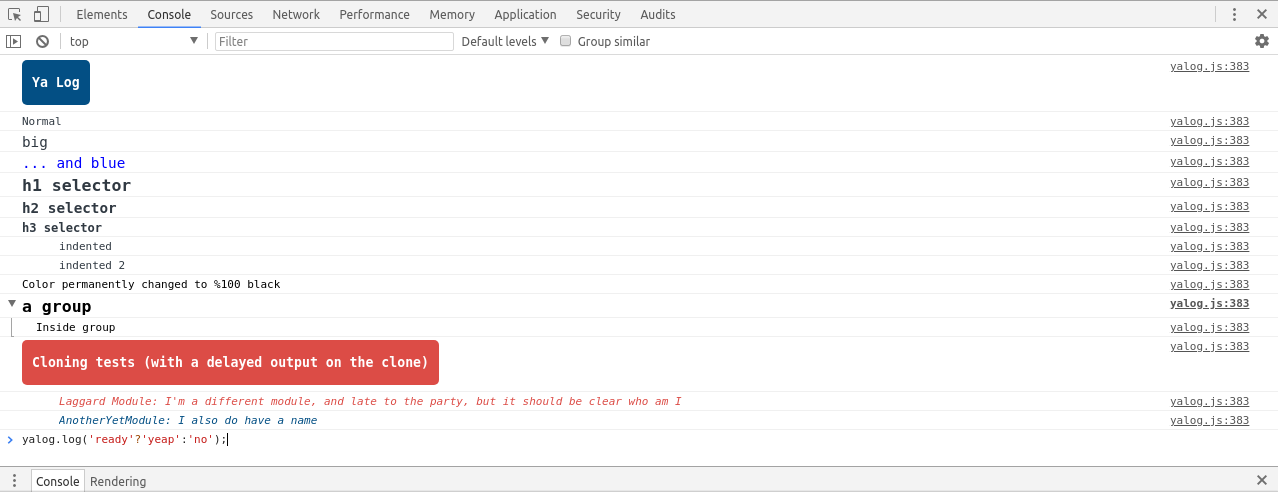 Elements Console Sources Network Performance Memory Application Security Audits
top Filter Default levels Group similar
Ya Log yalog.js:383
Normal yalog.js:383
big yalog.js:383
... and blue yalog.js:383
h1 selector yalog.js:383
h2 selector yalog.js:383
h3 selector yalog.js:383
indented yalog.js:383
indented 2 yalog.js:383
Color permanently changed to %100 black yalog.js:383
a group yalog.js:383
Inside group yalog.js:383
Cloning tests (with a delayed output on the clone) yalog.js:383
Laggard Module: I'm a different module, and late to the party, but it should be clear who am I yalog.js:383
AnotherYetModule: I also do have a name yalog.js:383
yalog.log('ready'?'yeap':'no');
Console Rendering